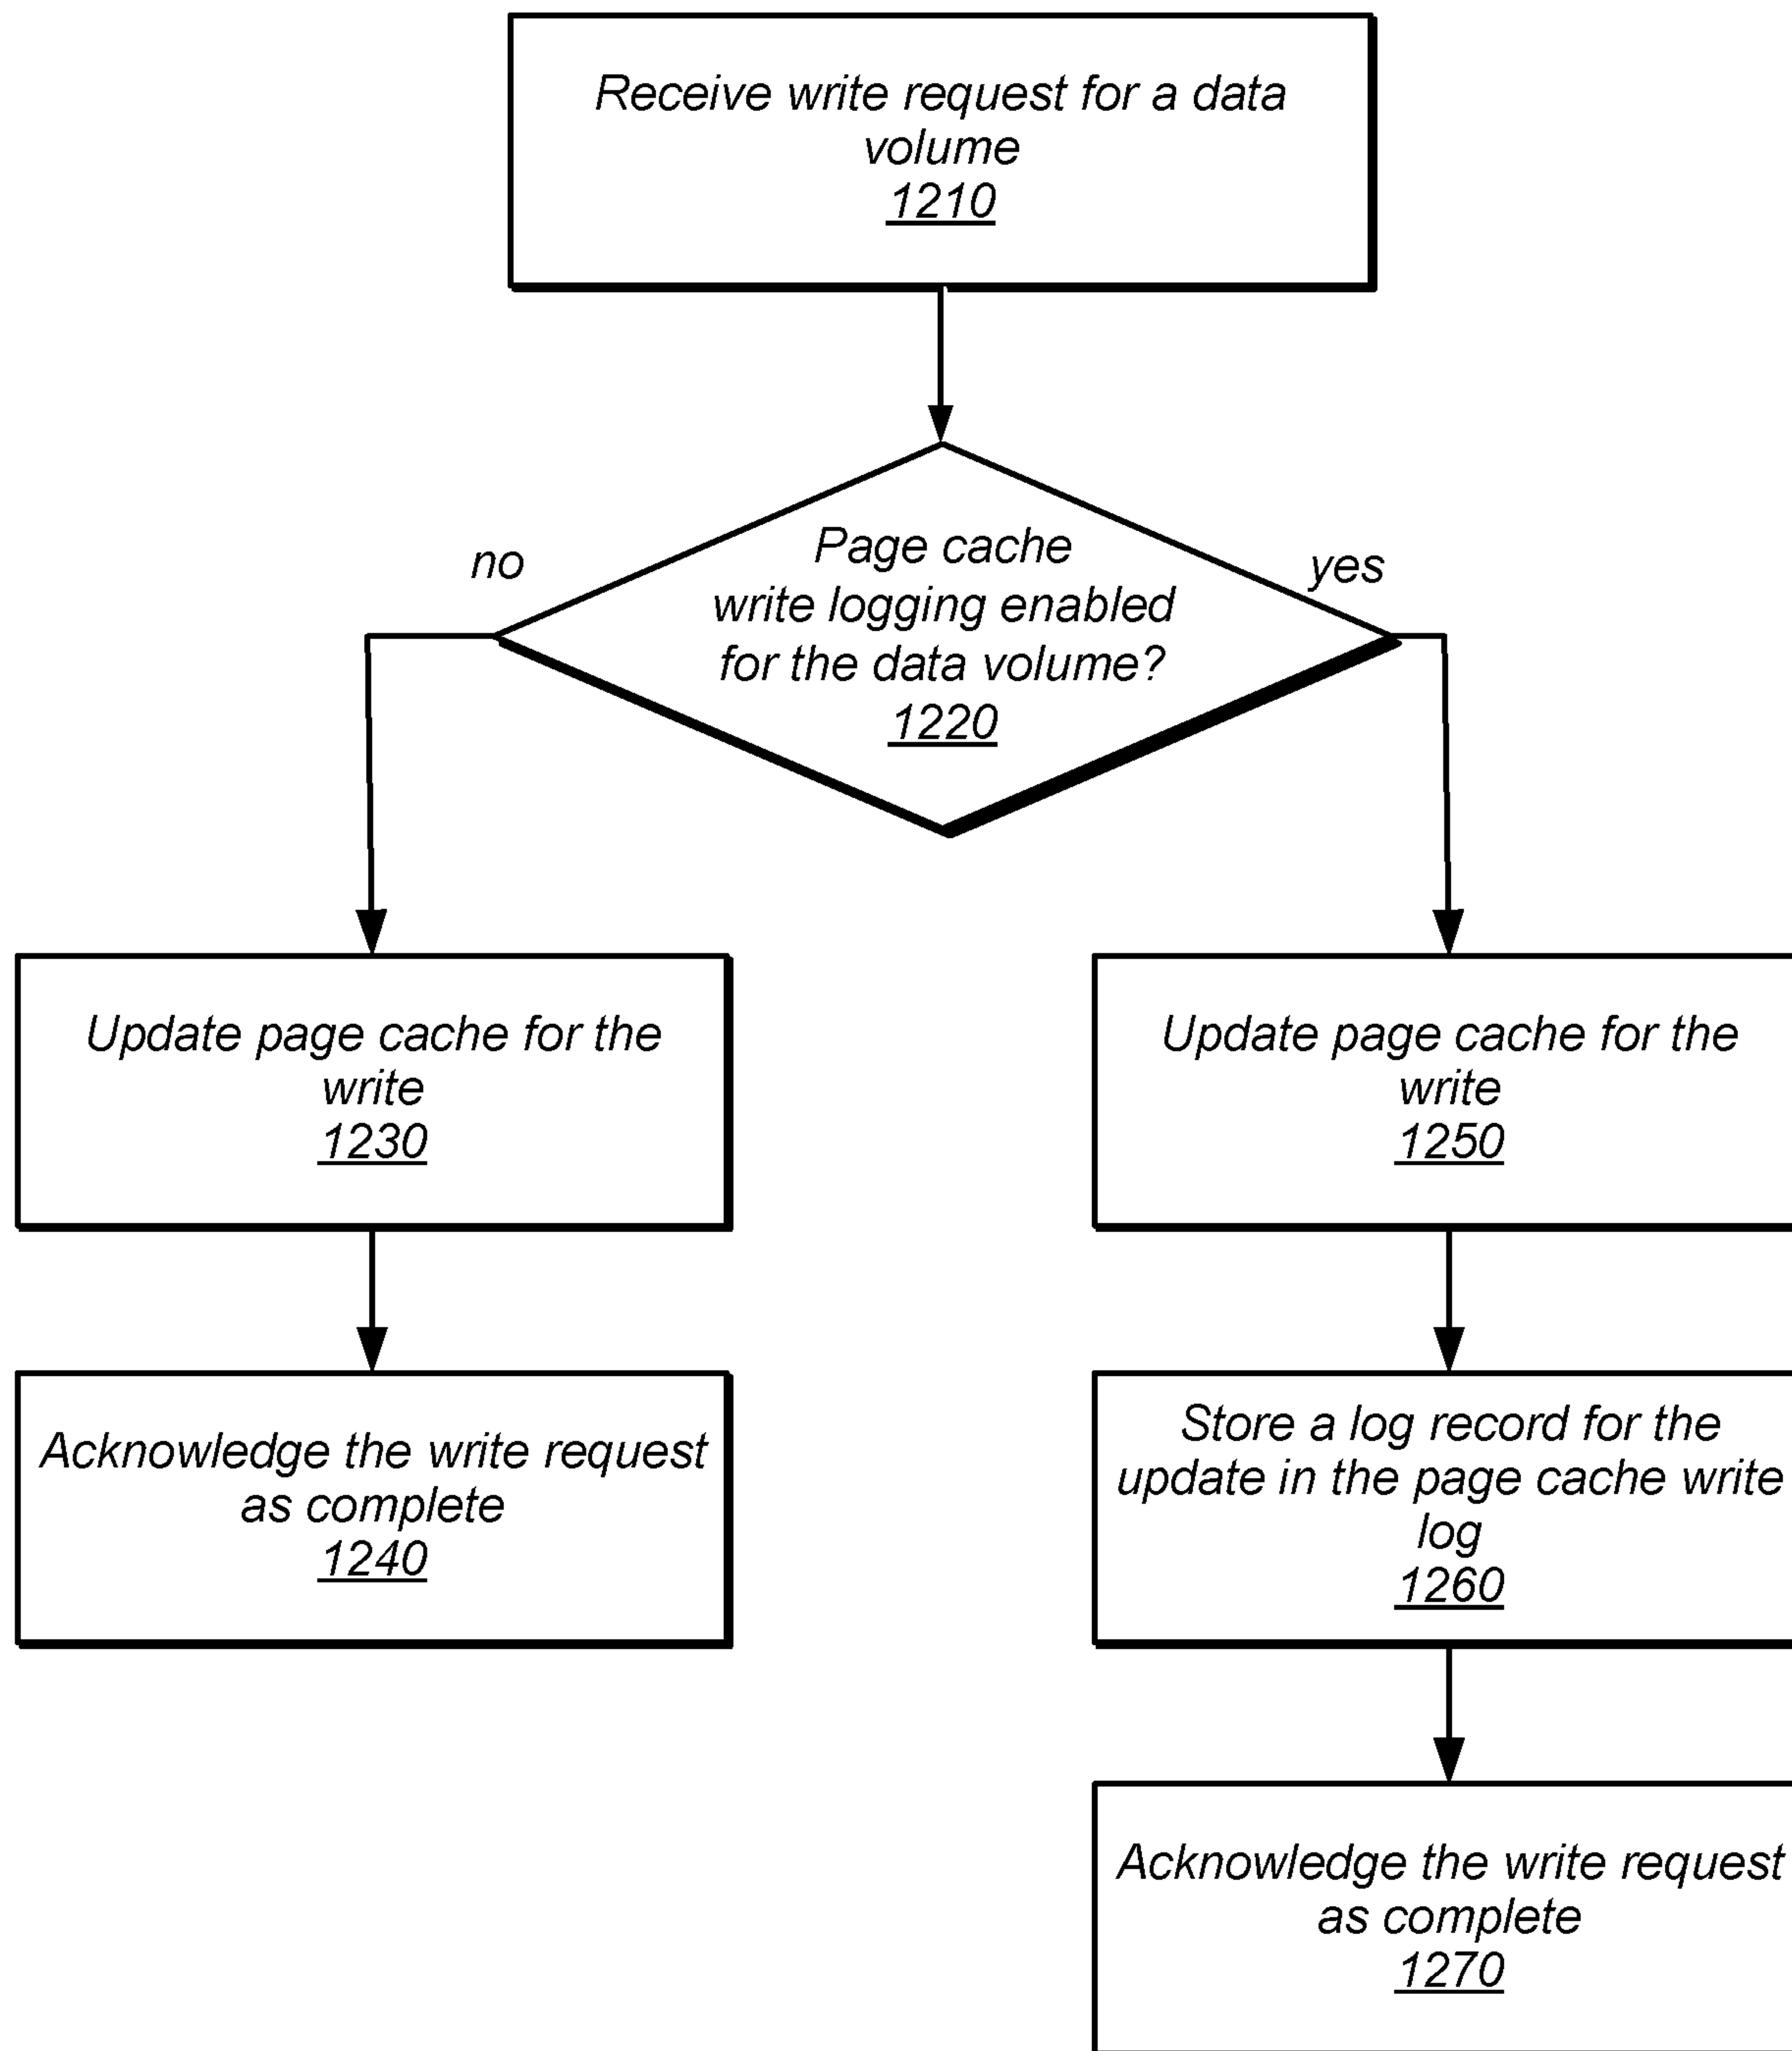 Receive write request for a data
volume
1210
Page cache
write logging enabled
for the data volume?
1220
no
yes
Update page cache for the
write
1230
Update page cache for the
write
1250
Acknowledge the write request
as complete
1240
Store a log record for the
update in the page cache write
log
1260
Acknowledge the write request
as complete
1270